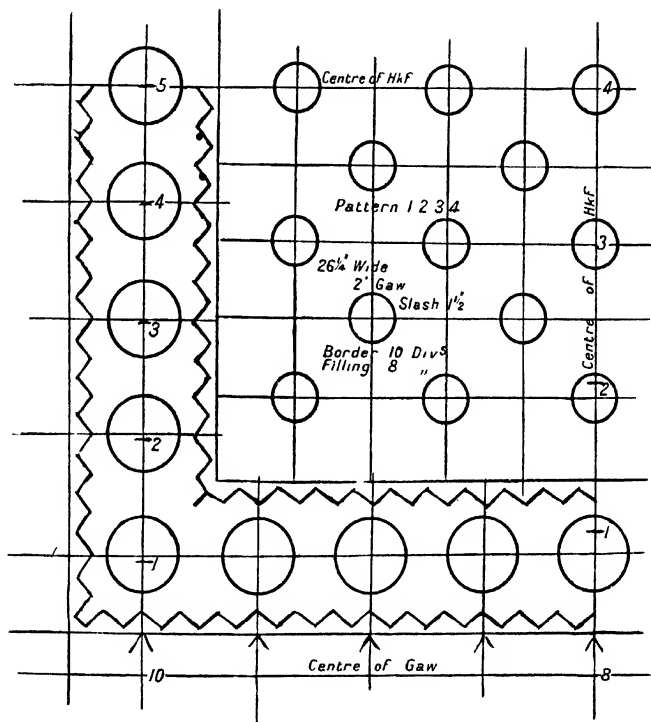 5
Centre of HkF
4
4
Pattern 1 2 3 4
Centre of HkF
3
26¼" Wide
2" Gaw
Slash 1½"
3
Border 10 Divs
Filling 8 "
2
2
1
1
10
Centre of Gaw
8